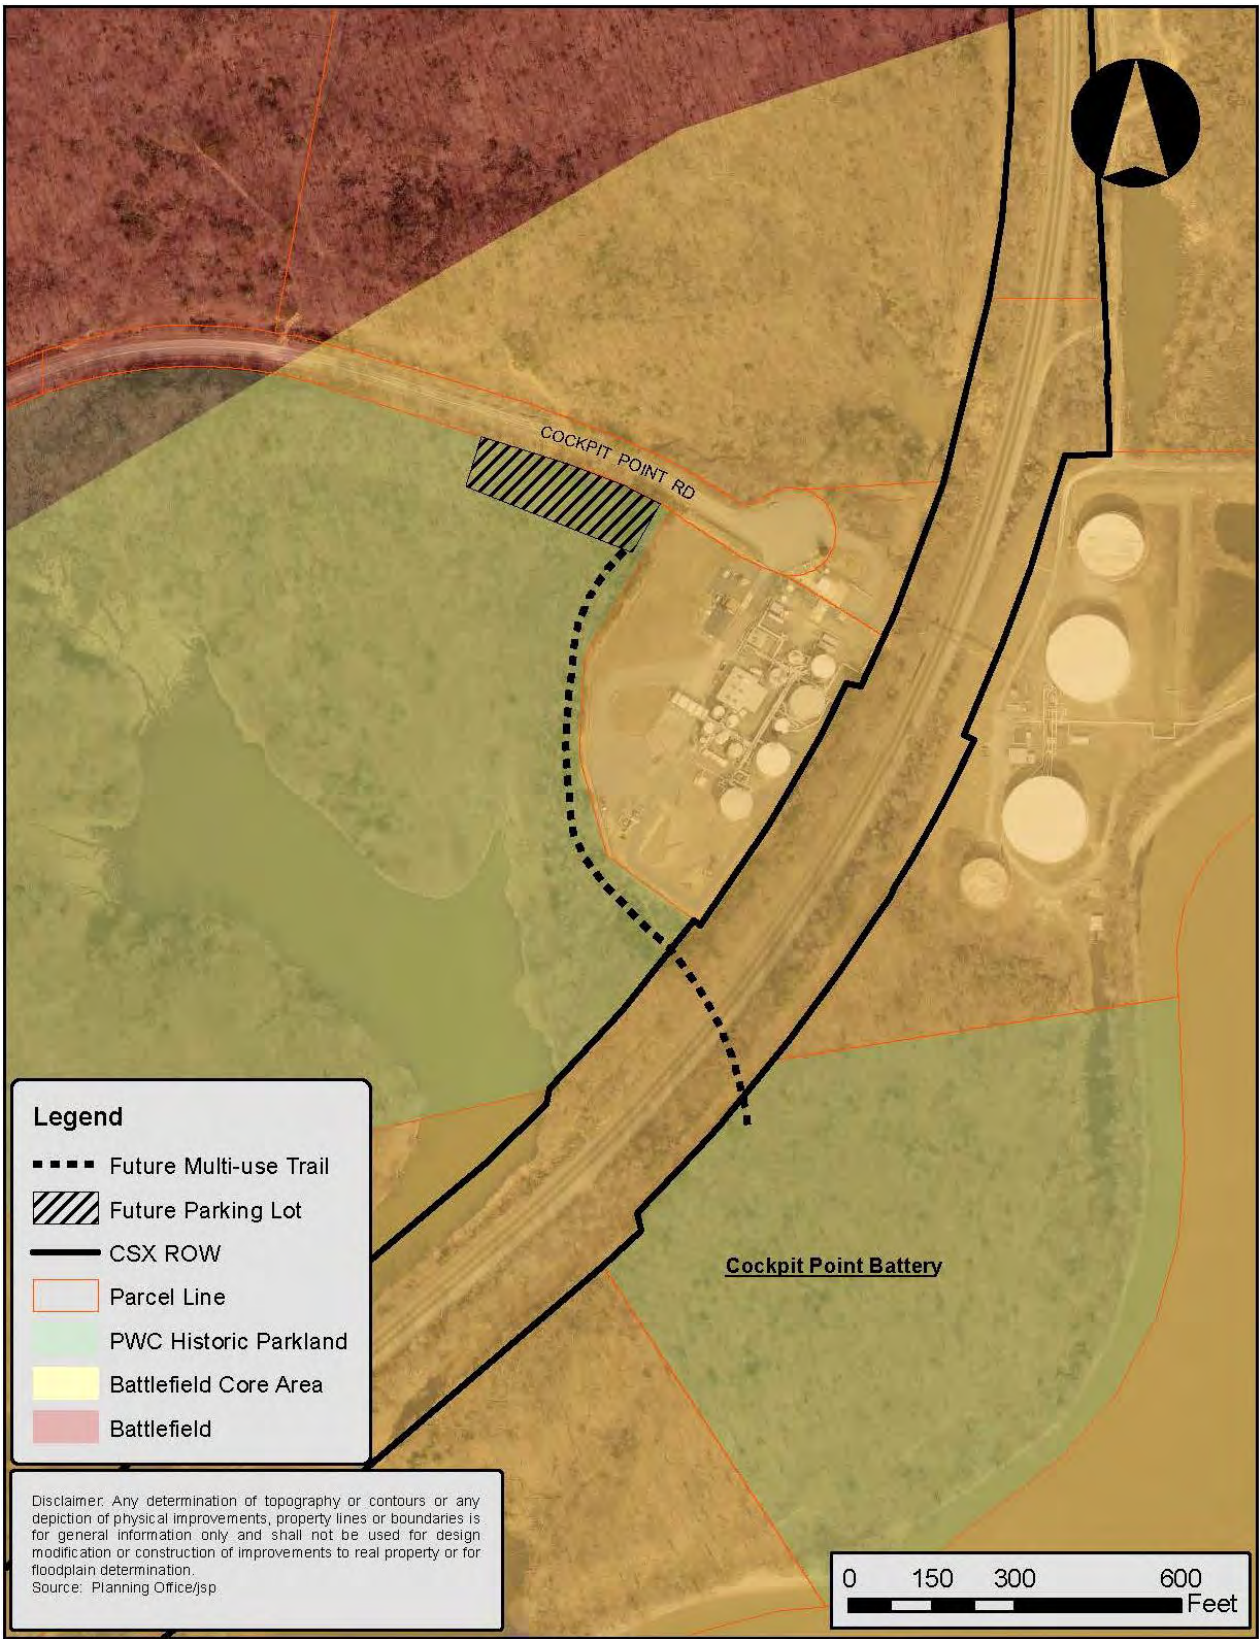 COCKPIT POINT RD
Cockpit Point Battery
Legend
Future Multi-use Trail
Future Parking Lot
CSX ROW
Parcel Line
PWC Historic Parkland
Battlefield Core Area
Battlefield
Disclaimer: Any determination of topography or contours or any
depiction of physical improvements, property lines or boundaries is
for general information only and shall not be used for design
modification or construction of improvements to real property or for
floodplain determination.
Source: Planning Office/jsp
0 150 300 600
Feet